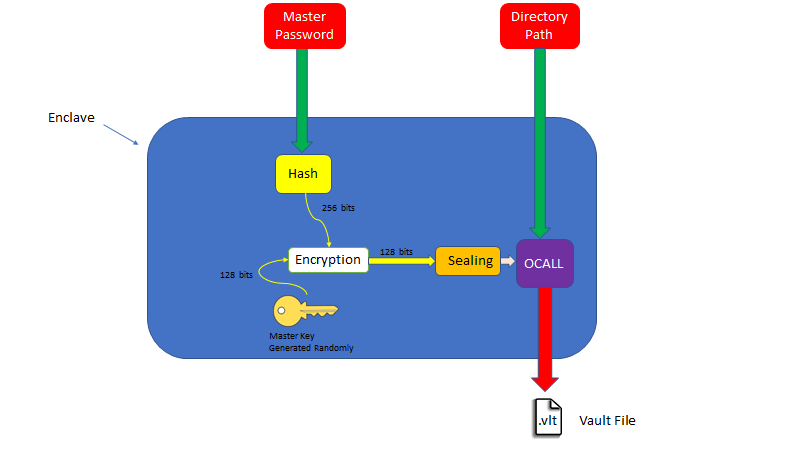 Master
Password
Directory
Path
Enclave
Hash
256 bits
Encryption
128 bits
Sealing
OCALL
128 bits
Master Key
Generated Randomly
.vlt
Vault File